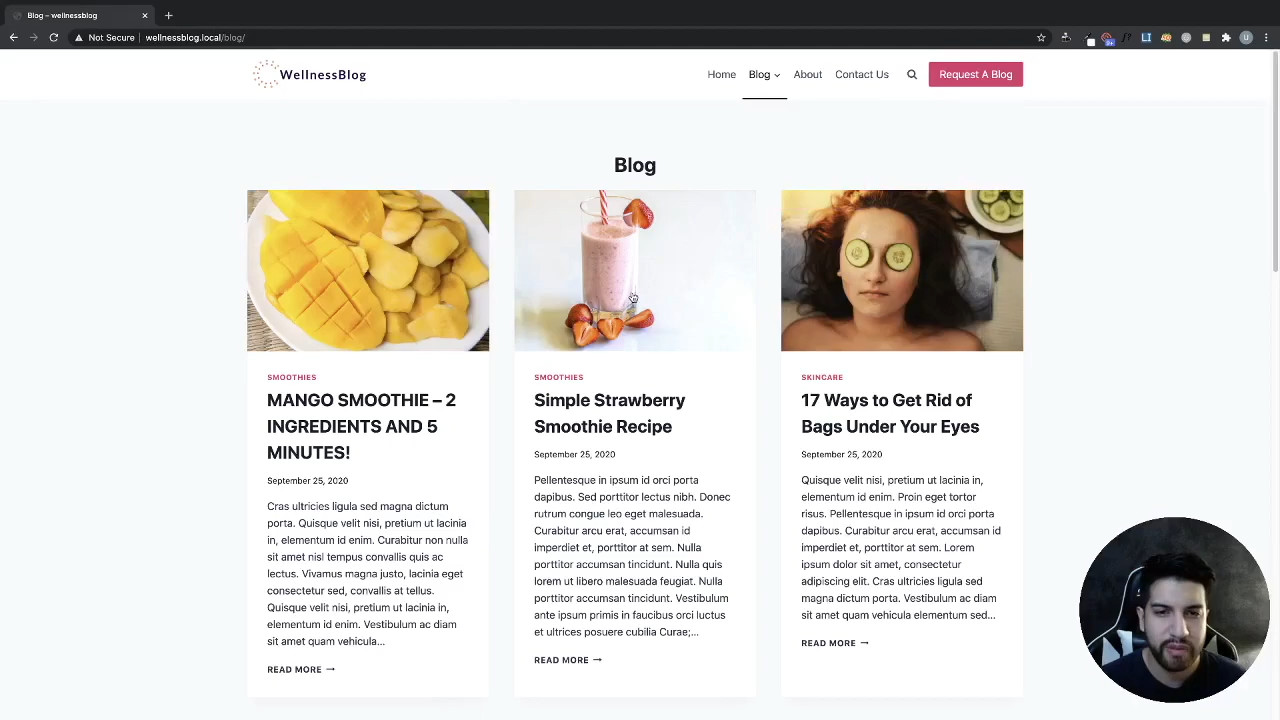 Blog – wellnessblog
Not Secure wellnessblog.local/blog/
WellnessBlog
Home Blog About Contact Us Request A Blog
Blog
SMOOTHIES
MANGO SMOOTHIE – 2
INGREDIENTS AND 5
MINUTES!
September 25, 2020
Cras ultricies ligula sed magna dictum
porta. Quisque velit nisi, pretium ut lacinia
in, elementum id enim. Curabitur non nulla
sit amet nisl tempus convallis quis ac
lectus. Vivamus magna justo, lacinia eget
consectetur sed, convallis at tellus.
Quisque velit nisi, pretium ut lacinia in,
elementum id enim. Vestibulum ac diam
sit amet quam vehicula...
READ MORE →
SMOOTHIES
Simple Strawberry
Smoothie Recipe
September 25, 2020
Pellentesque in ipsum id orci porta
dapibus. Sed porttitor lectus nibh. Donec
rutrum congue leo eget malesuada.
Curabitur arcu erat, accumsan id
imperdiet et, porttitor at sem. Nulla
porttitor accumsan tincidunt. Nulla quis
lorem ut libero malesuada feugiat. Nulla
porttitor accumsan tincidunt. Vestibulum
ante ipsum primis in faucibus orci luctus
et ultrices posuere cubilia Curae;...
READ MORE →
SKINCARE
17 Ways to Get Rid of
Bags Under Your Eyes
September 25, 2020
Quisque velit nisi, pretium ut lacinia in,
elementum id enim. Proin eget tortor
risus. Pellentesque in ipsum id orci porta
dapibus. Curabitur arcu erat, accumsan id
imperdiet et, porttitor at sem. Lorem
ipsum dolor sit amet, consectetur
adipiscing elit. Cras ultricies ligula sed
magna dictum porta. Vestibulum ac diam
sit amet quam vehicula elementum sed...
READ MORE →